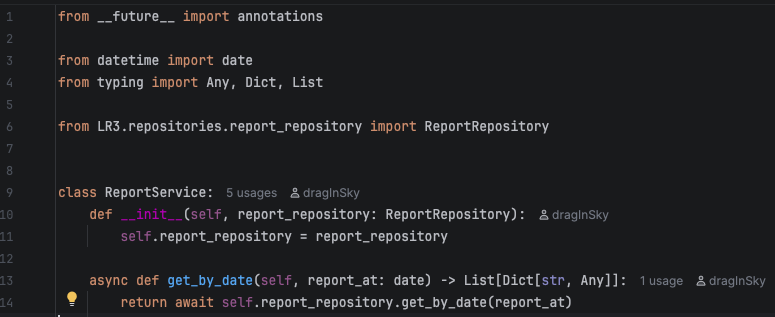 1 from __future__ import annotations
2
3 from datetime import date
4 from typing import Any, Dict, List
5
6 from LR3.repositories.report_repository import ReportRepository
7
8
9 class ReportService: 5 usages dragInSky
10 def __init__(self, report_repository: ReportRepository): dragInSky
11 self.report_repository = report_repository
12
13 async def get_by_date(self, report_at: date) -> List[Dict[str, Any]]: 1 usage dragInSky
14 return await self.report_repository.get_by_date(report_at)